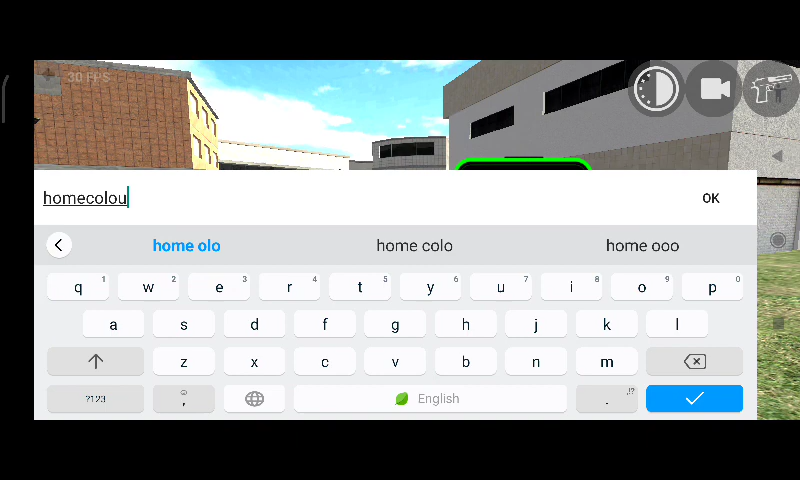 30 FPS
homecolou
OK
home olo home colo home ooo
q 1 w 2 e 3 r 4 t 5 y 6 u 7 i 8 o 9 p 0
a s d f g h j k l
z x c v b n m
?123 , English . ,!?